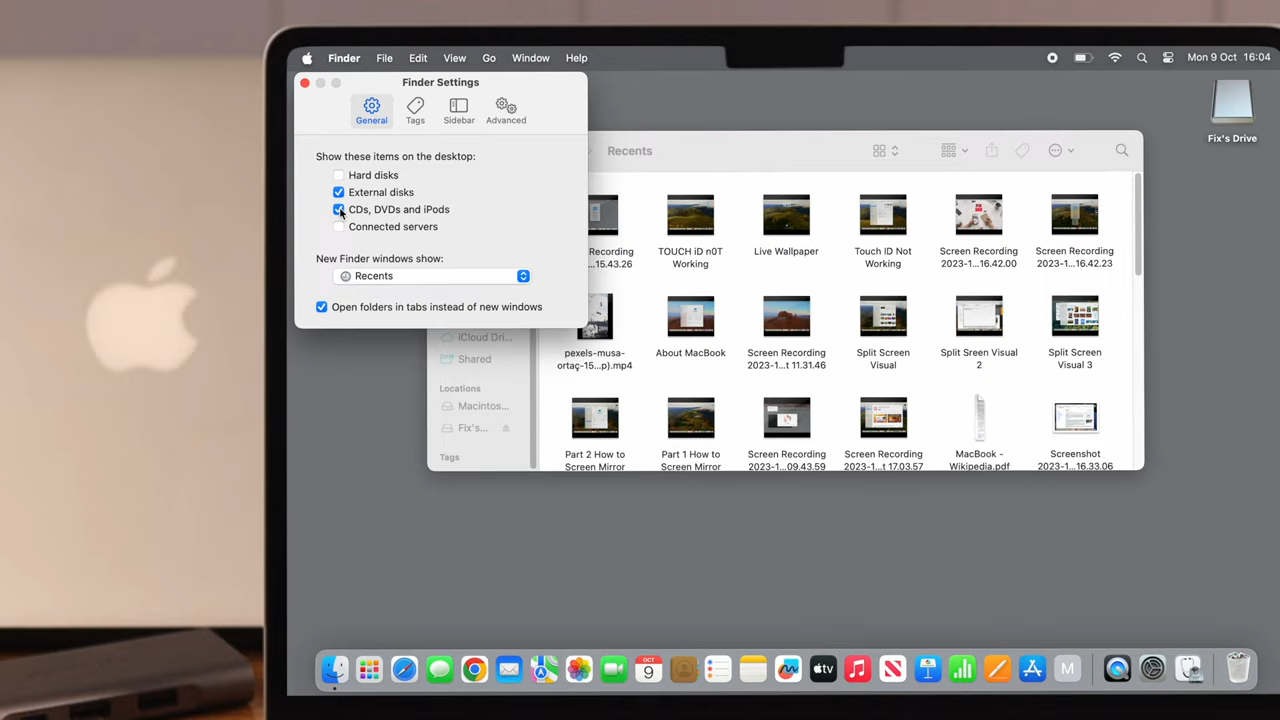 Finder File Edit View Go Window Help
Mon 9 Oct 16:04
Finder Settings
General Tags Sidebar Advanced
Show these items on the desktop:
Hard disks
External disks
CDs, DVDs and iPods
Connected servers
New Finder windows show:
Recents
Open folders in tabs instead of new windows
Fix's Drive
Recents
Recording
...15.43.26
TOUCH iD n0T
Working
Live Wallpaper
Touch ID Not
Working
Screen Recording
2023-1...16.42.00
Screen Recording
2023-1...16.42.23
iCloud Dri...
Shared
Locations
Macintos...
Fix's...
Tags
pexels-musa-
ortaç-15...p).mp4
About MacBook
Screen Recording
2023-1...t 11.31.46
Split Screen
Visual
Split Sreen Visual
2
Split Screen
Visual 3
Part 2 How to
Screen Mirror
Part 1 How to
Screen Mirror
Screen Recording
2023-1...09.43.59
Screen Recording
2023-1...t 17.03.57
MacBook -
Wikipedia.pdf
Screenshot
2023-1...16.33.06
OCT
9
tv
M